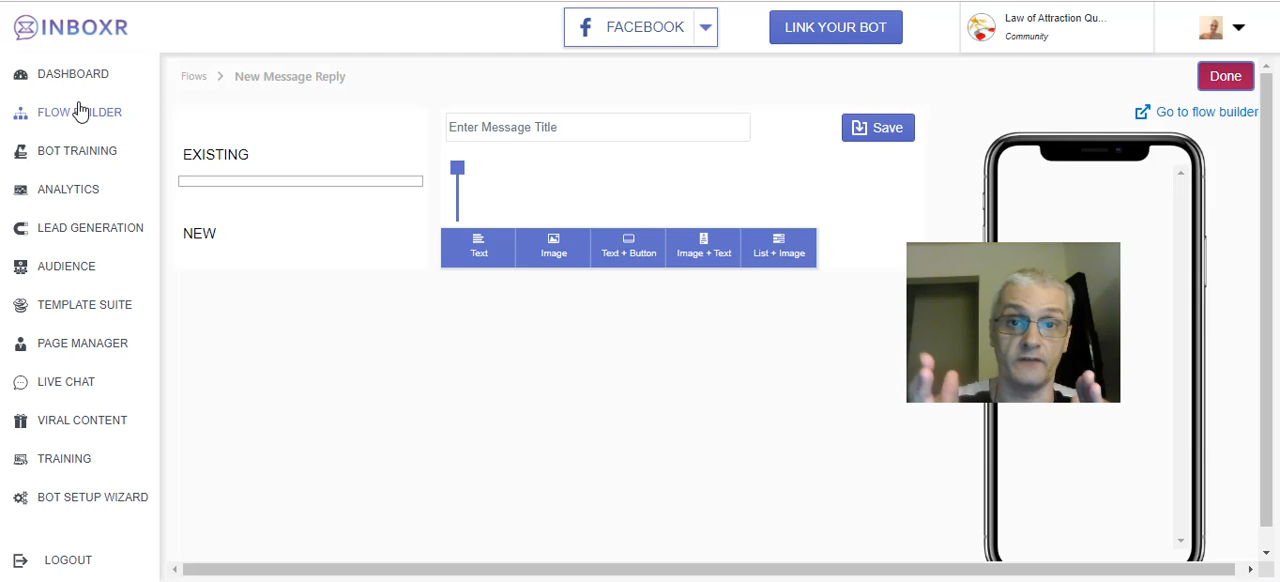 INBOXR
FACEBOOK
LINK YOUR BOT
Law of Attraction Qu...
Community
DASHBOARD
FLOW BUILDER
BOT TRAINING
ANALYTICS
LEAD GENERATION
AUDIENCE
TEMPLATE SUITE
PAGE MANAGER
LIVE CHAT
VIRAL CONTENT
TRAINING
BOT SETUP WIZARD
LOGOUT
Flows > New Message Reply
Done
Go to flow builder
EXISTING
NEW
Enter Message Title
Save
Text
Image
Text + Button
Image + Text
List + Image